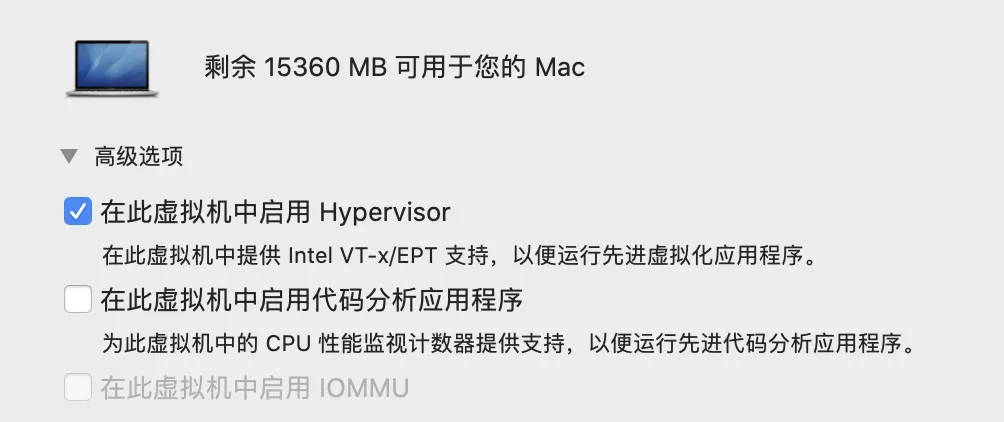 剩余 15360 MB 可用于您的 Mac
高级选项
在此虚拟机中启用 Hypervisor
在此虚拟机中提供 Intel VT-x/EPT 支持，以便运行先进虚拟化应用程序。
在此虚拟机中启用代码分析应用程序
为此虚拟机中的 CPU 性能监视计数器提供支持，以便运行先进代码分析应用程序。
在此虚拟机中启用 IOMMU